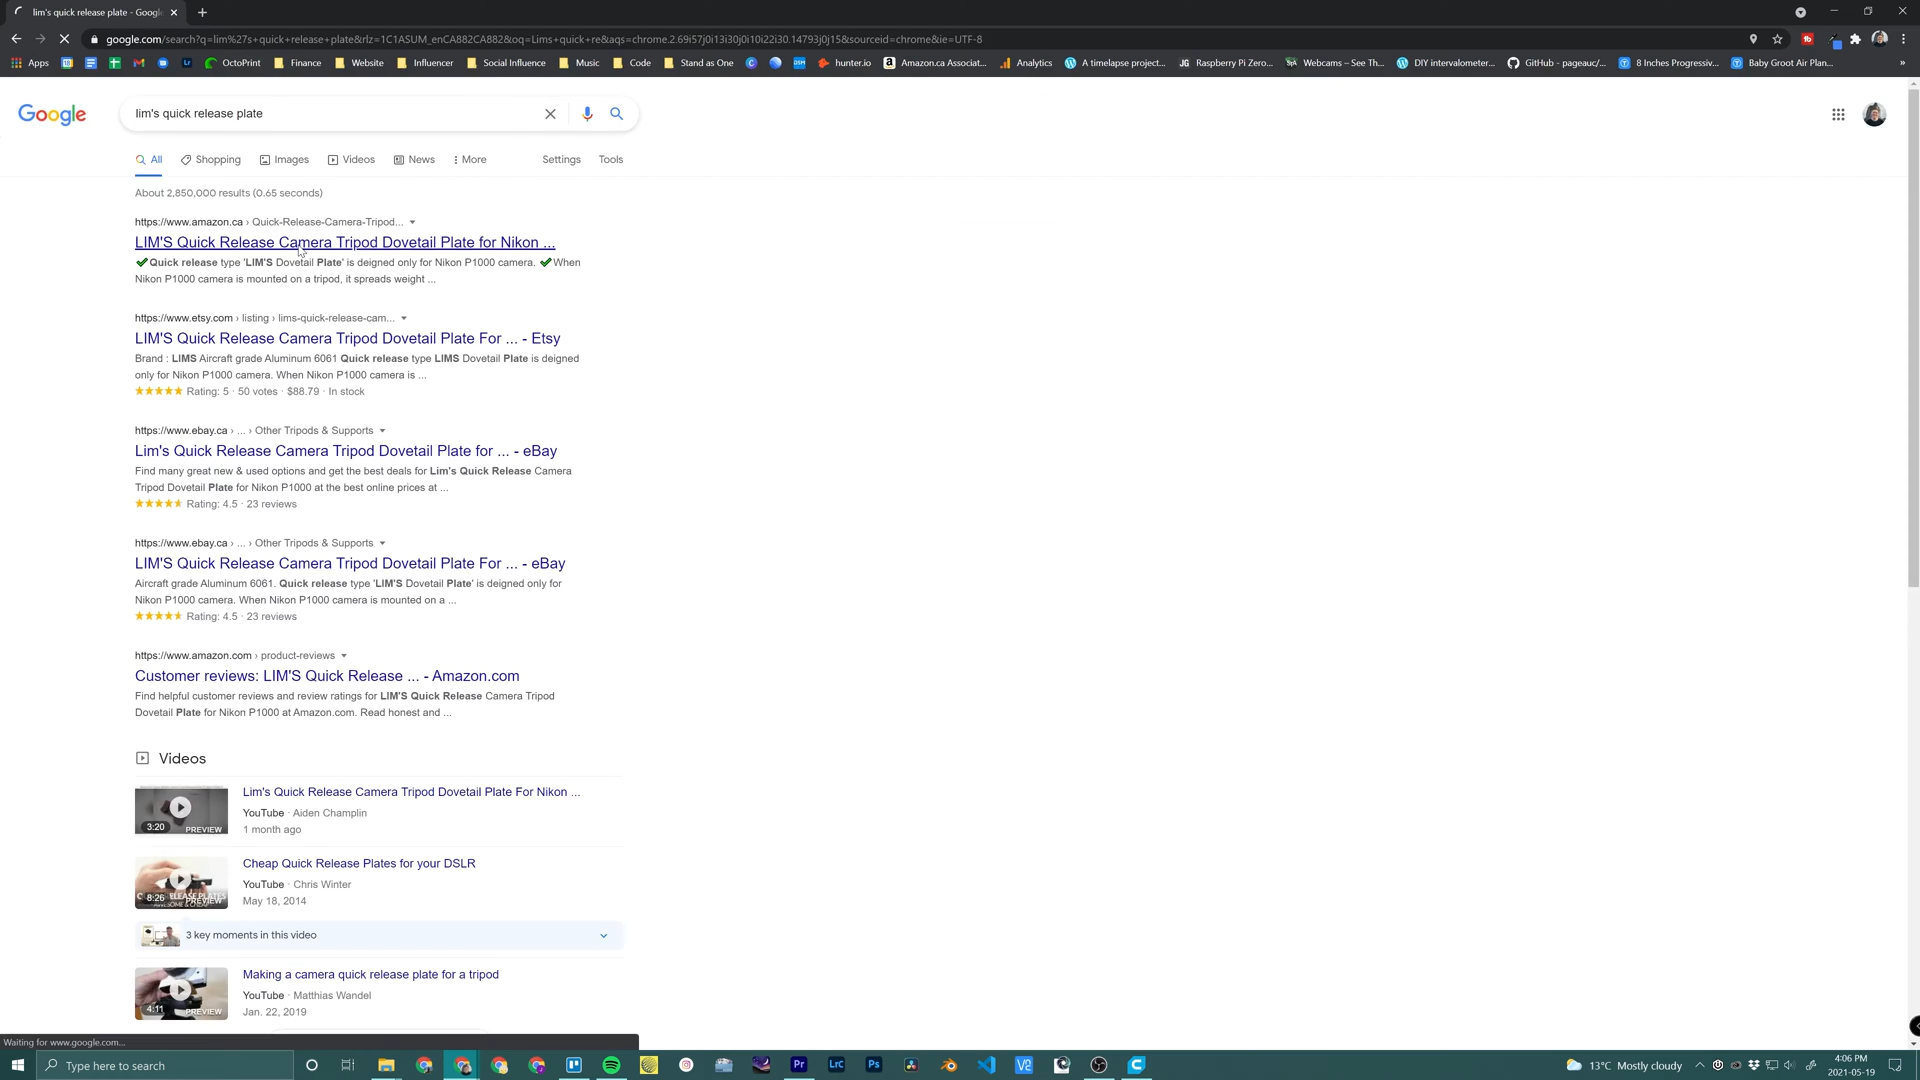 lim's quick release plate - Googl
google.com/search?q=lim%27s+quick+release+plate&rlz=1C1ASUM_enCA882CA882&oq=Lims+quick+re&aqs=chrome.2.69i57j0i13i30j0i10i22i30.14793j0j15&sourceid=chrome&ie=UTF-8
Apps OctoPrint Finance Website Influencer Social Influence Music Code Stand as One hunter.io Amazon.ca Associat... Analytics A timelapse project... Raspberry Pi Zero... Webcams – See Th... DIY intervalometer... GitHub - pageauc/... 8 Inches Progressiv... Baby Groot Air Plan... »
Google
lim's quick release plate
All Shopping Images Videos News More Settings Tools
About 2,850,000 results (0.65 seconds)
https://www.amazon.ca › Quick-Release-Camera-Tripod...
LIM'S Quick Release Camera Tripod Dovetail Plate for Nikon ...
Quick release type 'LIM'S Dovetail Plate' is deigned only for Nikon P1000 camera. When
Nikon P1000 camera is mounted on a tripod, it spreads weight ...
https://www.etsy.com › listing › lims-quick-release-cam...
LIM'S Quick Release Camera Tripod Dovetail Plate For ... - Etsy
Brand : LIMS Aircraft grade Aluminum 6061 Quick release type LIMS Dovetail Plate is deigned
only for Nikon P1000 camera. When Nikon P1000 camera is ...
★★★★★ Rating: 5 · 50 votes · $88.79 · In stock
https://www.ebay.ca › ... › Other Tripods & Supports
Lim's Quick Release Camera Tripod Dovetail Plate for ... - eBay
Find many great new & used options and get the best deals for Lim's Quick Release Camera
Tripod Dovetail Plate for Nikon P1000 at the best online prices at ...
Rating: 4.5 · 23 reviews
https://www.ebay.ca › ... › Other Tripods & Supports
LIM'S Quick Release Camera Tripod Dovetail Plate For ... - eBay
Aircraft grade Aluminum 6061. Quick release type 'LIM'S Dovetail Plate' is deigned only for
Nikon P1000 camera. When Nikon P1000 camera is mounted on a ...
Rating: 4.5 · 23 reviews
https://www.amazon.com › product-reviews
Customer reviews: LIM'S Quick Release ... - Amazon.com
Find helpful customer reviews and review ratings for LIM'S Quick Release Camera Tripod
Dovetail Plate for Nikon P1000 at Amazon.com. Read honest and ...
Videos
Lim's Quick Release Camera Tripod Dovetail Plate For Nikon ...
YouTube · Aiden Champlin
3:20 PREVIEW
1 month ago
Cheap Quick Release Plates for your DSLR
YouTube · Chris Winter
8:26 PREVIEW
May 18, 2014
3 key moments in this video
Making a camera quick release plate for a tripod
YouTube · Matthias Wandel
4:11 PREVIEW
Jan. 22, 2019
Waiting for www.google.com...
Type here to search
Pr
LrC
Ps
13°C Mostly cloudy
4:06 PM
2021-05-19